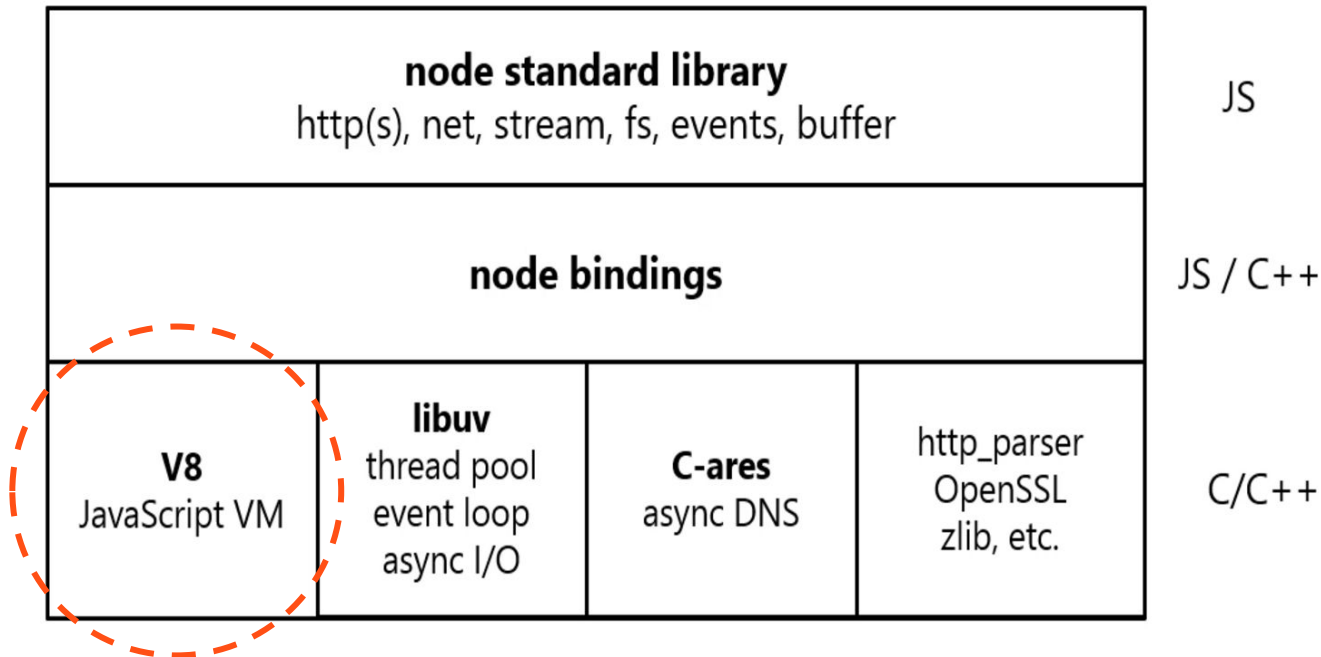 node standard library
http(s), net, stream, fs, events, buffer
JS
node bindings
JS / C++
V8
JavaScript VM
libuv
thread pool
event loop
async I/O
C-ares
async DNS
http_parser
OpenSSL
zlib, etc.
C/C++